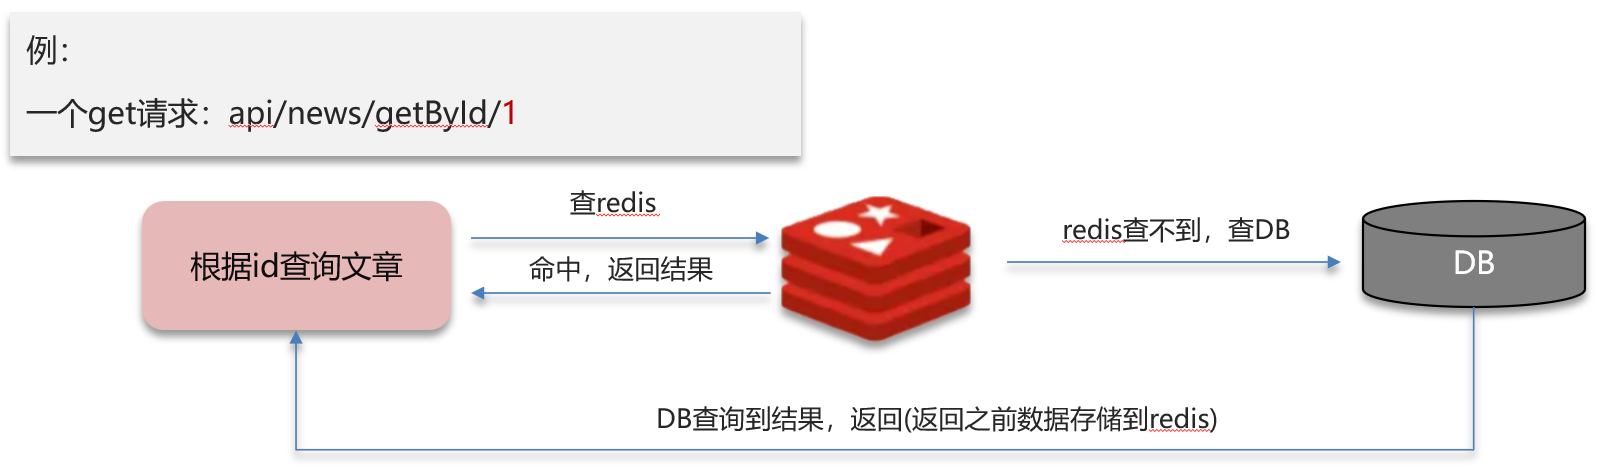 例：
一个get请求：api/news/getById/1
查redis
命中，返回结果
根据id查询文章
redis查不到，查DB
DB
DB查询到结果，返回(返回之前数据存储到redis)